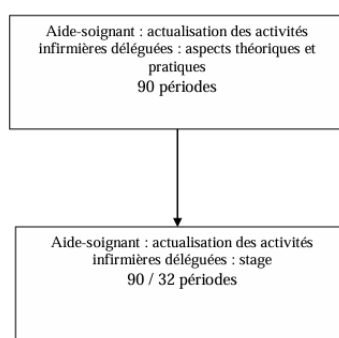 Aide-soignant : actualisation des activités
infirmières déléguées : aspects théoriques et
pratiques
90 périodes
Aide-soignant : actualisation des activités
infirmières déléguées : stage
90 / 32 périodes